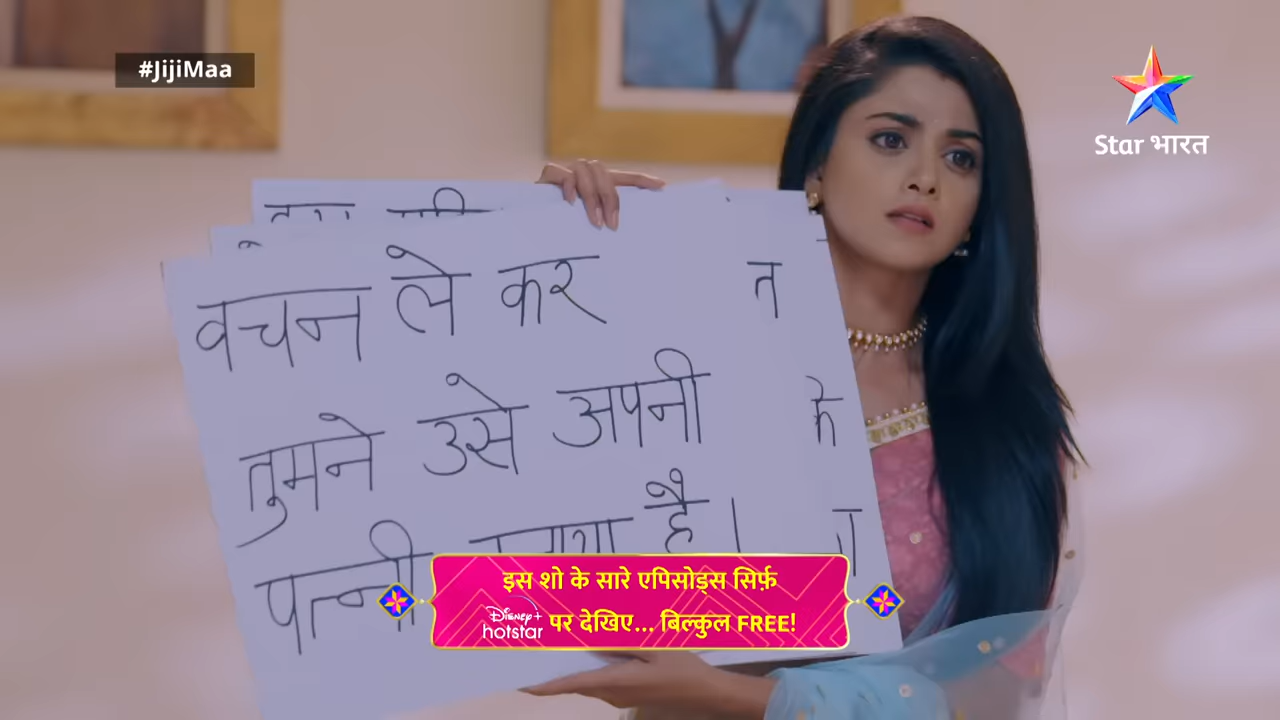 #JijiMaa
Star भारत
वचन ले कर
त
तुमने उसे अपनी
के
पत्नी है।
इस शो के सारे एपिसोड्स सिर्फ़
Disney+ hotstar पर देखिए... बिल्कुल FREE!